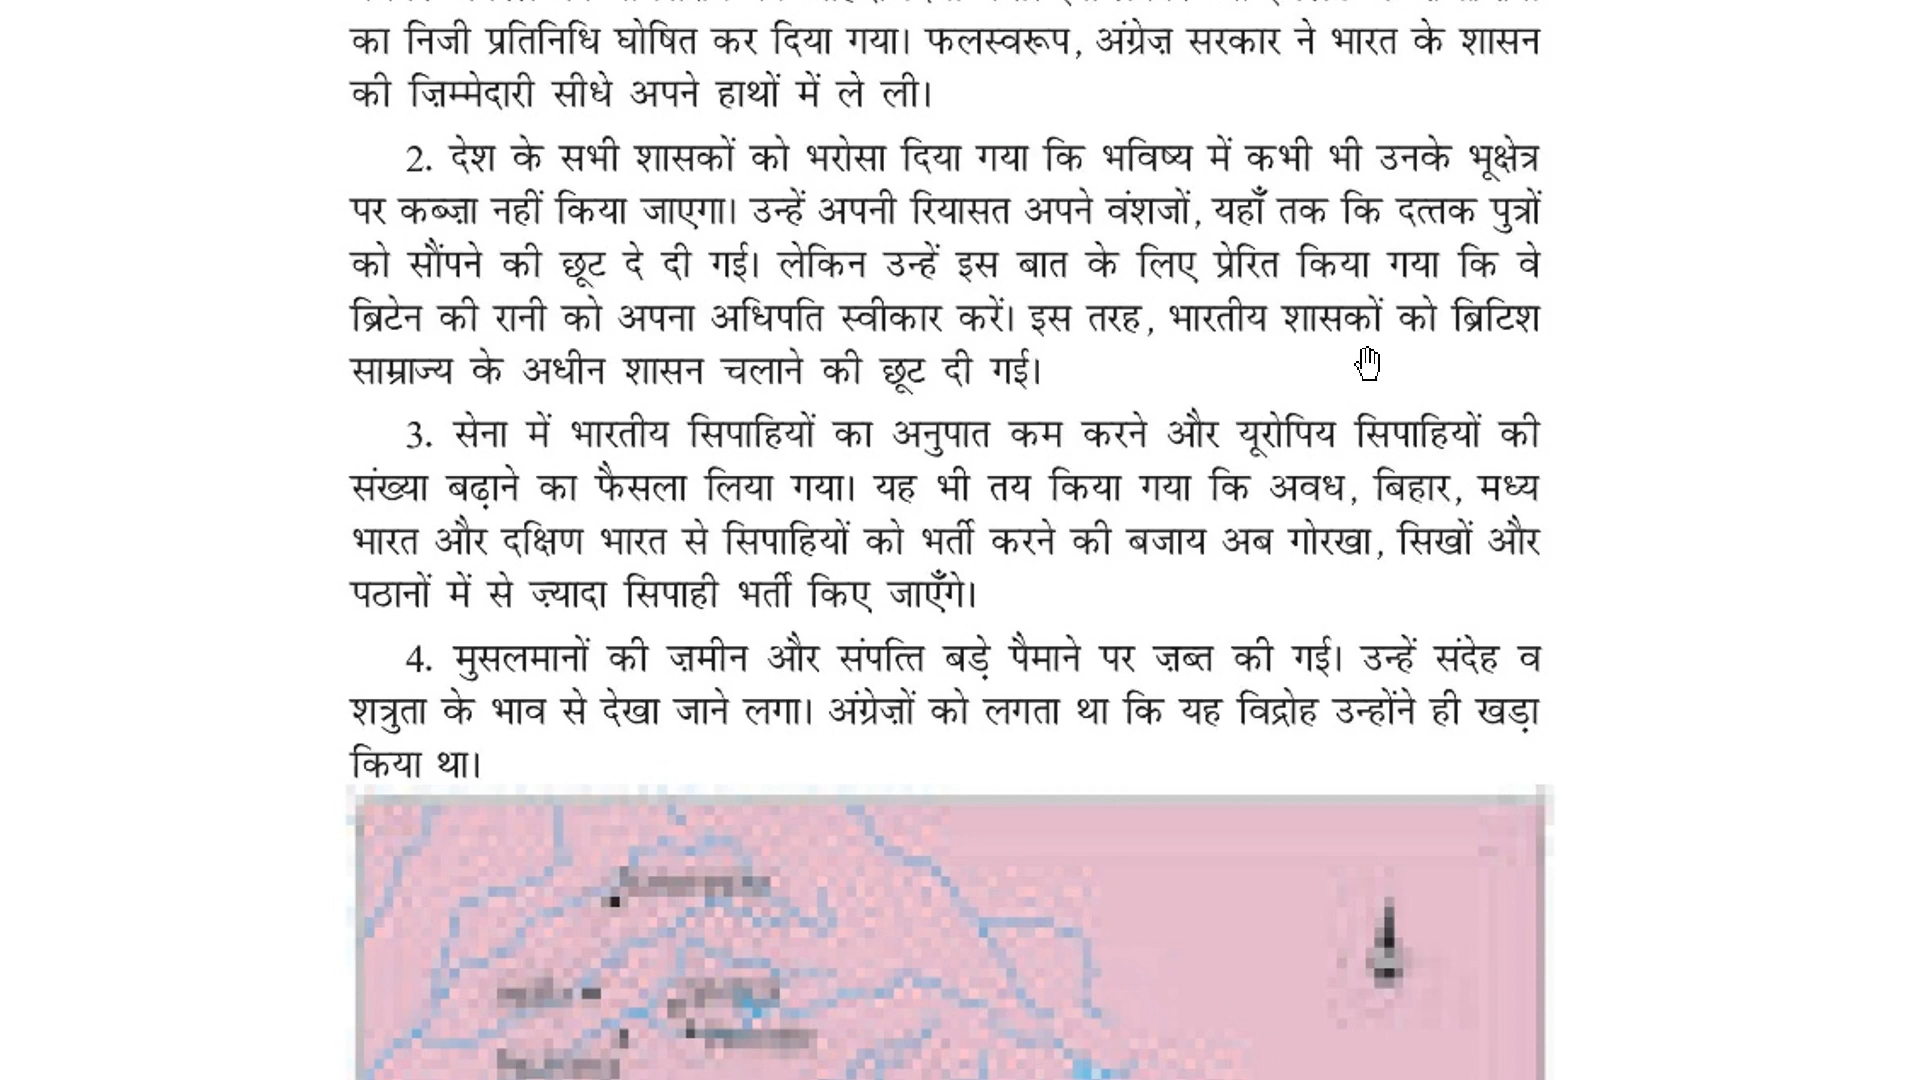 का निजी प्रतिनिधि घोषित कर दिया गया। फलस्वरूप, अंग्रेज़ सरकार ने भारत के शासन
की ज़िम्मेदारी सीधे अपने हाथों में ले ली।
2. देश के सभी शासकों को भरोसा दिया गया कि भविष्य में कभी भी उनके भूक्षेत्र
पर कब्ज़ा नहीं किया जाएगा। उन्हें अपनी रियासत अपने वंशजों, यहाँ तक कि दत्तक पुत्रों
को सौंपने की छूट दे दी गई। लेकिन उन्हें इस बात के लिए प्रेरित किया गया कि वे
ब्रिटेन की रानी को अपना अधिपति स्वीकार करें। इस तरह, भारतीय शासकों को ब्रिटिश
साम्राज्य के अधीन शासन चलाने की छूट दी गई।
3. सेना में भारतीय सिपाहियों का अनुपात कम करने और यूरोपिय सिपाहियों की
संख्या बढ़ाने का फैसला लिया गया। यह भी तय किया गया कि अवध, बिहार, मध्य
भारत और दक्षिण भारत से सिपाहियों को भर्ती करने की बजाय अब गोरखा, सिखों और
पठानों में से ज़्यादा सिपाही भर्ती किए जाएँगे।
4. मुसलमानों की ज़मीन और संपत्ति बड़े पैमाने पर ज़ब्त की गई। उन्हें संदेह व
शत्रुता के भाव से देखा जाने लगा। अंग्रेज़ों को लगता था कि यह विद्रोह उन्होंने ही खड़ा
किया था।